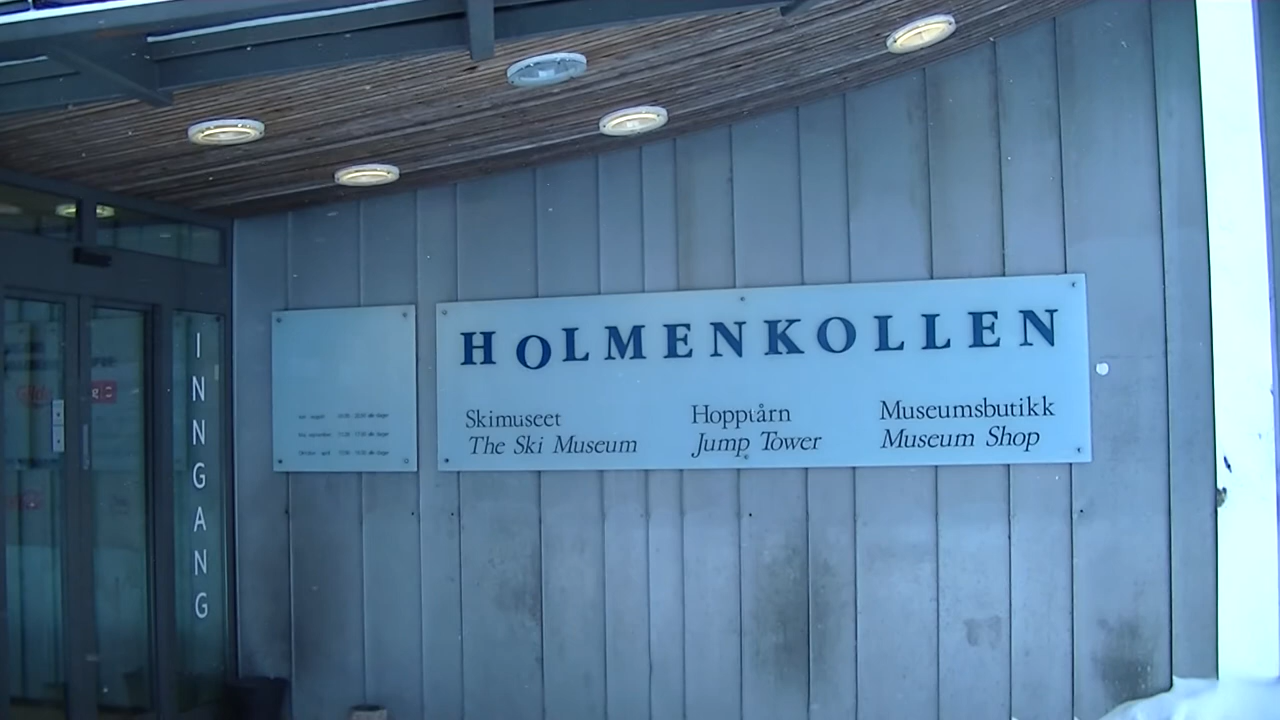 HOLMENKOLLEN
Skimuseet
The Ski Museum
Hopptårn
Jump Tower
Museumsbutikk
Museum Shop
INNGANG